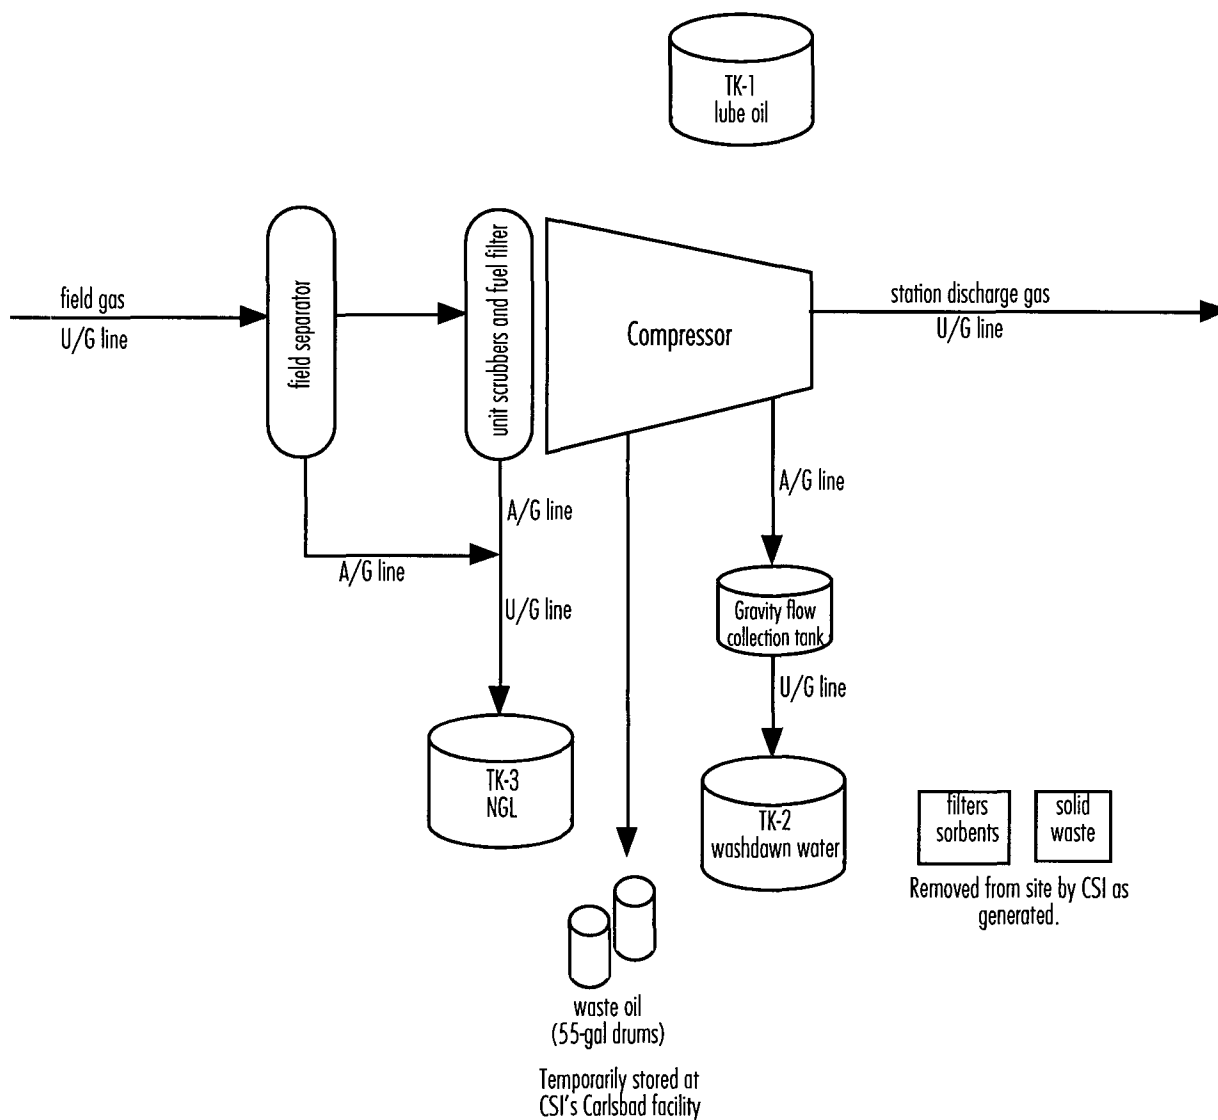 TK-1
lube oil
field gas
U/G line
field separator
unit scrubbers and fuel filter
Compressor
station discharge gas
U/G line
A/G line
A/G line
A/G line
U/G line
Gravity flow
collection tank
U/G line
TK-3
NGL
TK-2
washdawn water
filters
sorbents
solid
waste
Removed from site by CSI as
generated.
waste oil
(55-gal drums)
Temporarily stored at
CSI's Carlsbad facility